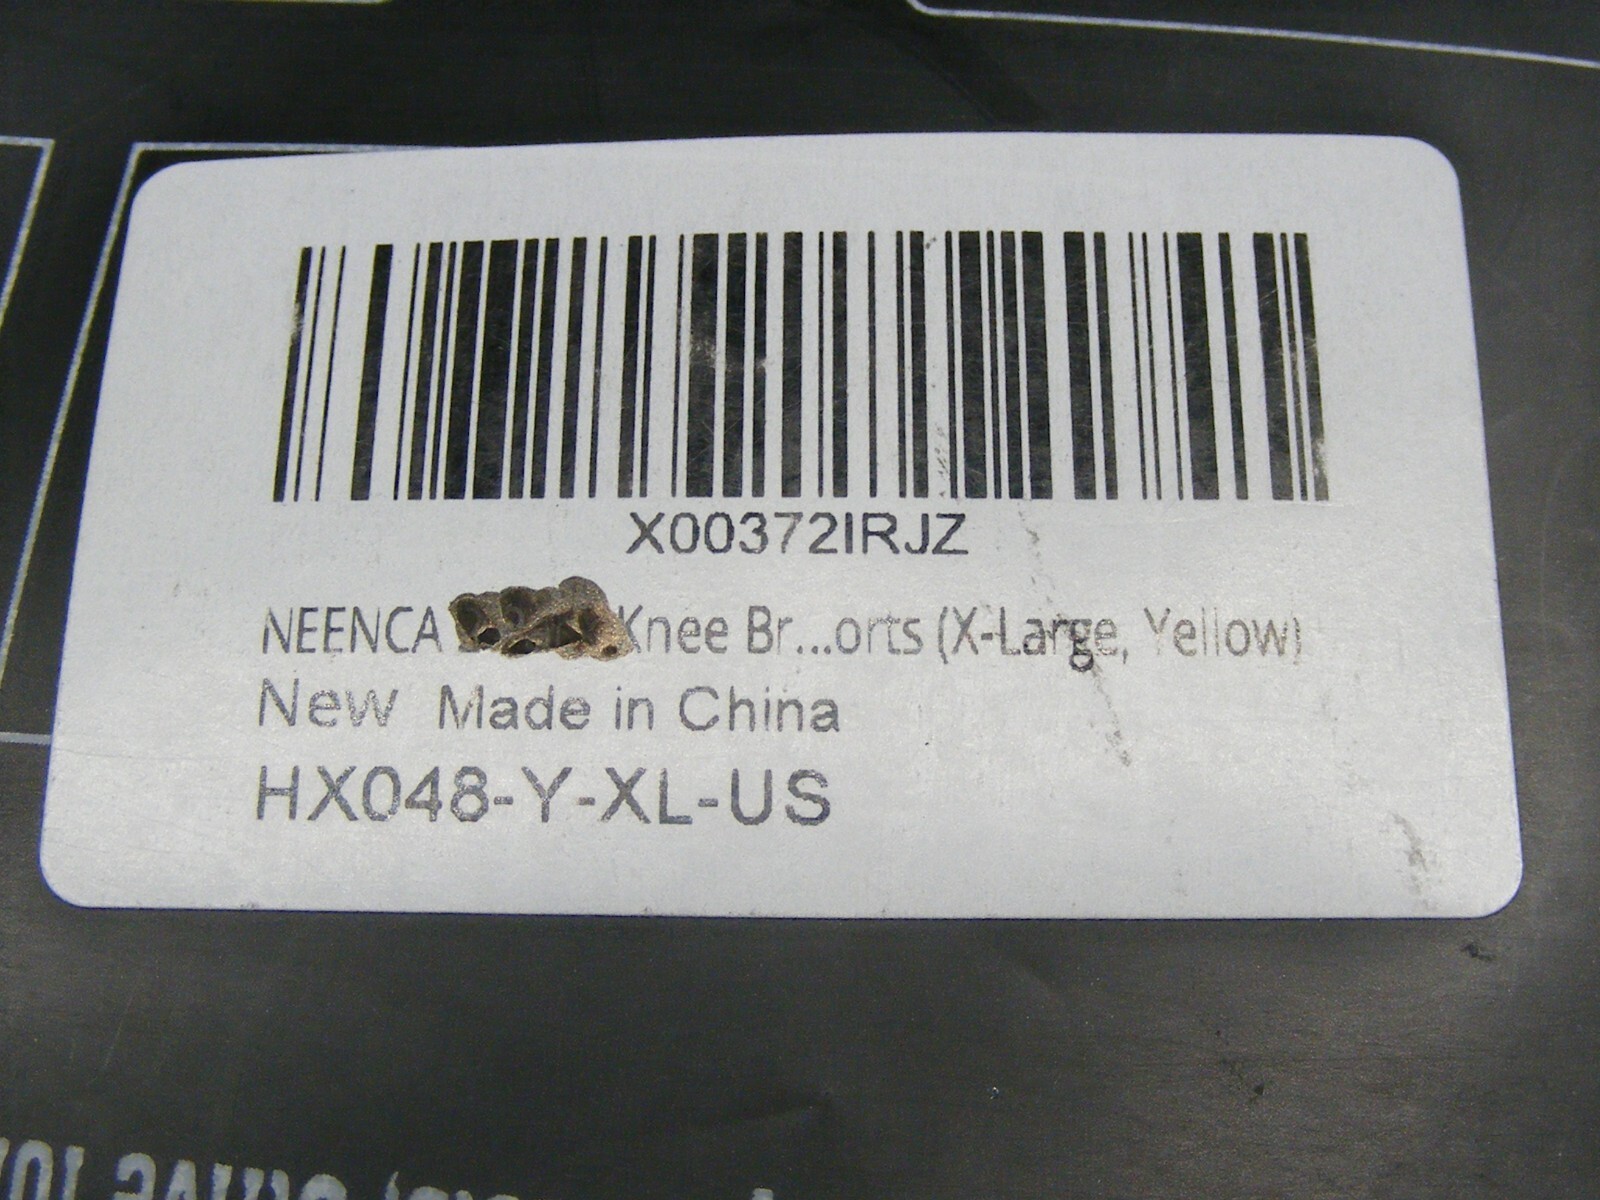 X00372IRJZ
NEENCA Knee Br...orts (X-Large, Yellow)
New Made in China
HX048-Y-XL-US